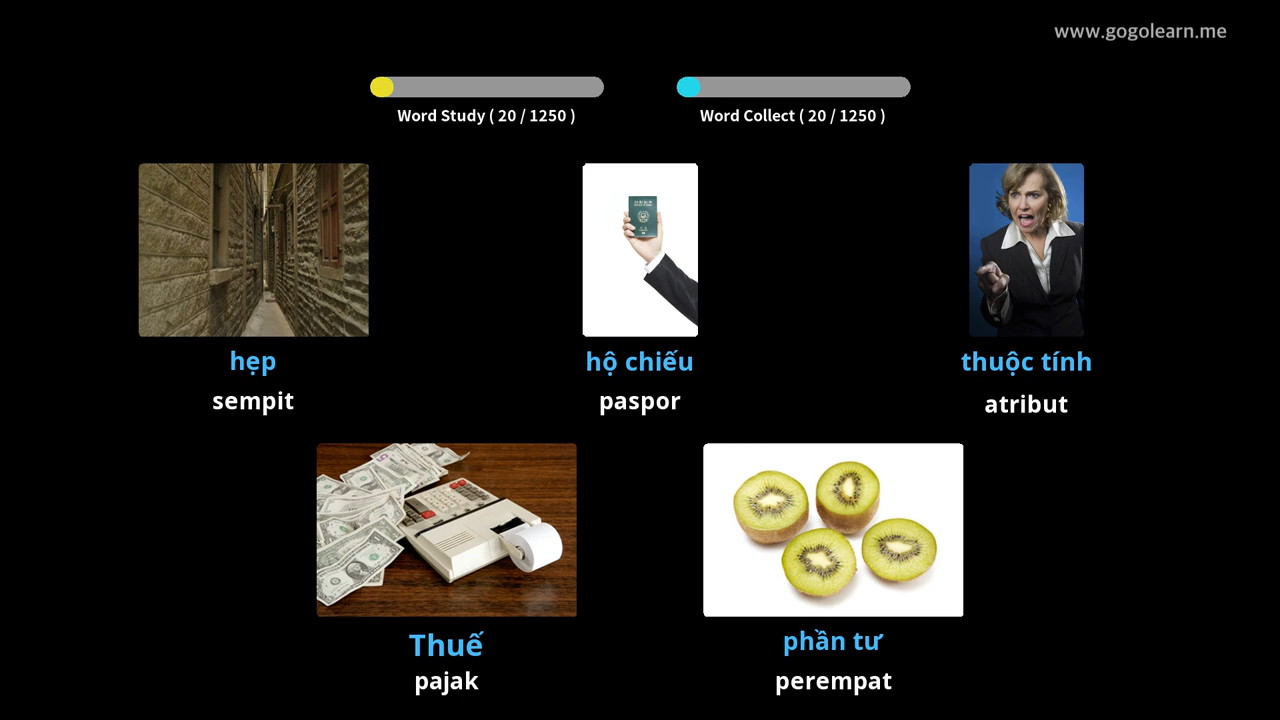 www.gogolearn.me
Word Study ( 20 / 1250 )
Word Collect ( 20 / 1250 )
hẹp
sempit
hộ chiếu
paspor
thuộc tính
atribut
Thuế
pajak
phần tư
perempat